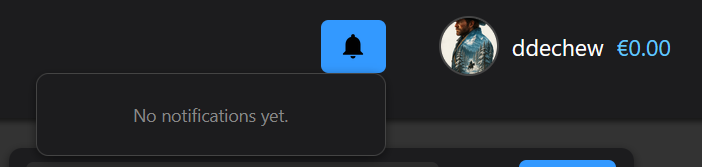 ddechew €0.00
No notifications yet.